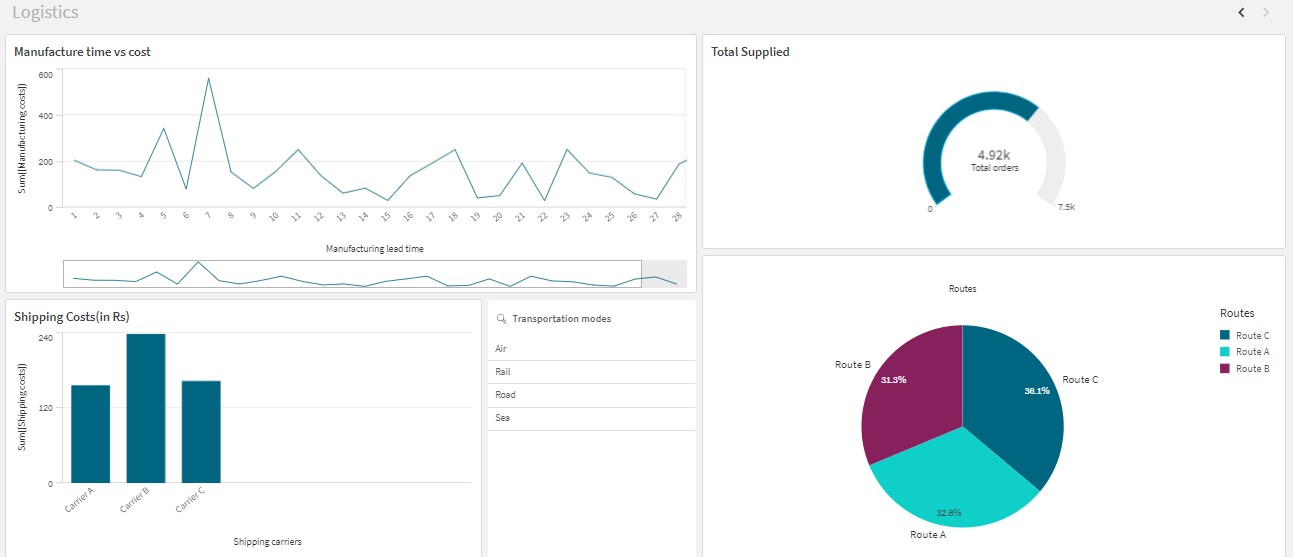 Logistics
Manufacture time vs cost
600
400
200
0
Sum([Manufacturing costs])
1 2 3 4 5 6 7 8 9 10 11 12 13 14 15 16 17 18 19 20 21 22 23 24 25 26 27 28
Manufacturing lead time
Total Supplied
4.92k
Total orders
0
7.5k
Shipping Costs(in Rs)
240
120
0
Sum([Shipping costs])
Carrier A
Carrier B
Carrier C
Shipping carriers
Transportation modes
Air
Rail
Road
Sea
Routes
Route B
31.3%
Route C
36.1%
32.6%
Route A
Routes
Route C
Route A
Route B